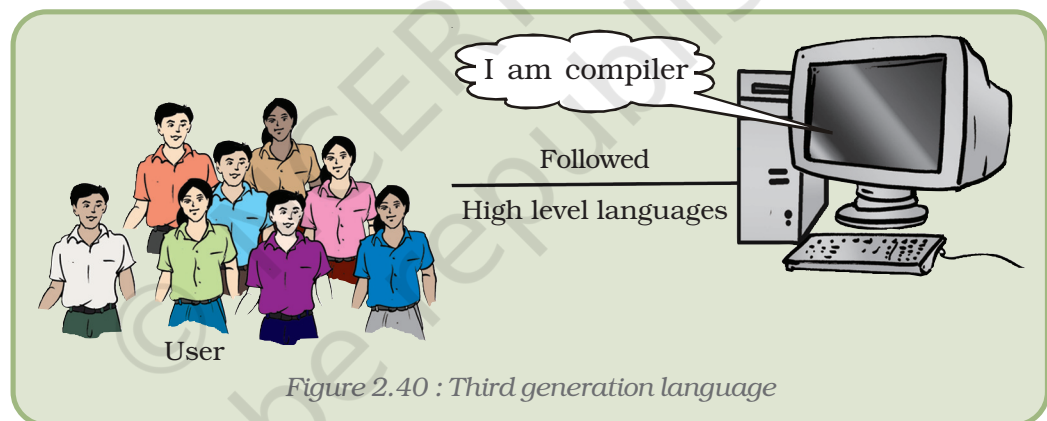 I am compiler
Followed
High level languages
User
Figure 2.40 : Third generation language